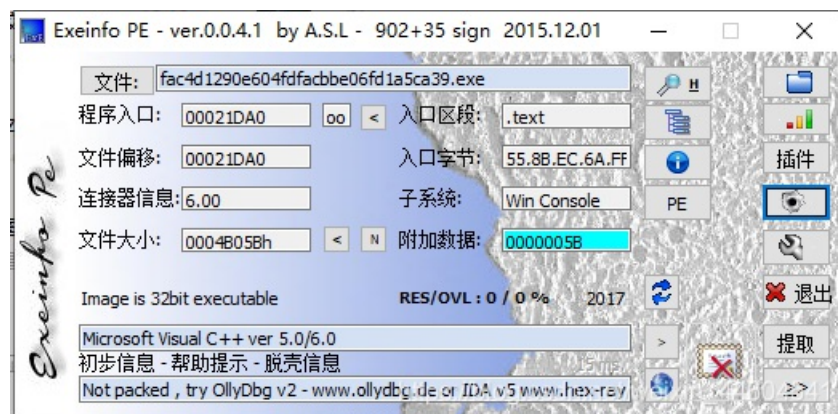 Exeinfo PE - ver.0.0.4.1 by A.S.L - 902+35 sign 2015.12.01
文件: fac4d1290e604fdfacbbe06fd1a5ca39.exe
H
程序入口: 00021DA0 oo < 入口区段: .text
文件偏移: 00021DA0 入口字节: 55.8B.EC.6A.FF
插件
连接器信息: 6.00 子系统: Win Console
PE
文件大小: 0004B05Bh < N 附加数据: 0000005B
Image is 32bit executable RES/OVL : 0 / 0 % 2017
退出
Microsoft Visual C++ ver 5.0/6.0
>
提取
初步信息 - 帮助提示 - 脱壳信息
Not packed , try OllyDbg v2 - www.ollydbg.de or IDA v5 www.hex-ray
>>
Exeinfo Pe